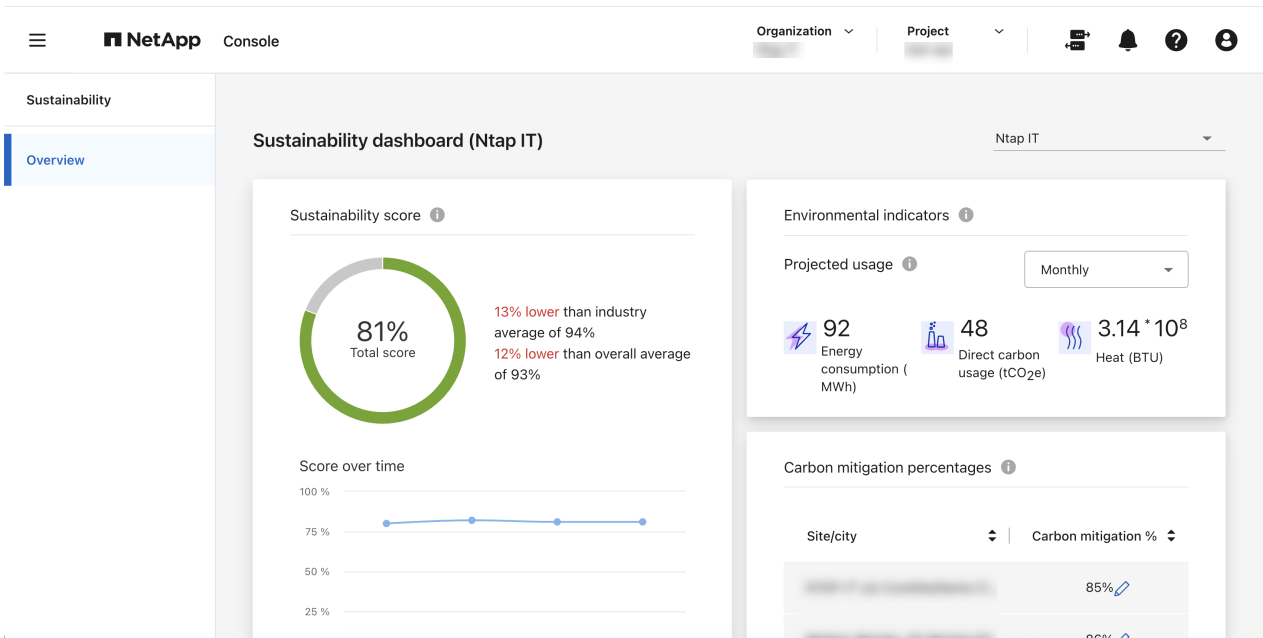 NetApp Console
Organization
Project
Sustainability
Overview
Sustainability dashboard (Ntap IT)
Ntap IT
Sustainability score
81%
Total score
13% lower than industry
average of 94%
12% lower than overall average
of 93%
Score over time
100 %
75 %
50 %
25 %
Environmental indicators
Projected usage
Monthly
92
Energy
consumption (
MWh)
48
Direct carbon
usage (tCO2e)
3.14 * 10⁸
Heat (BTU)
Carbon mitigation percentages
Site/city
Carbon mitigation %
85%